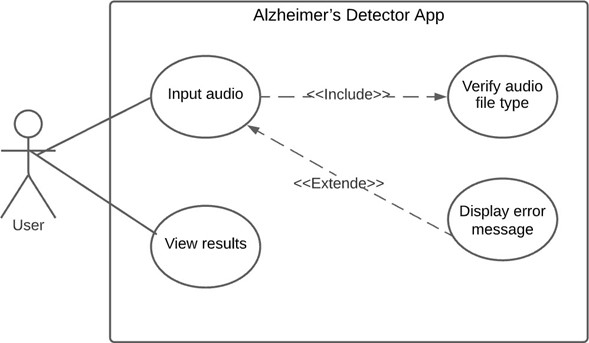 Alzheimer's Detector App
Input audio
<<Include>>
Verify audio
file type
<<Extende>>
User
View results
Display error
message